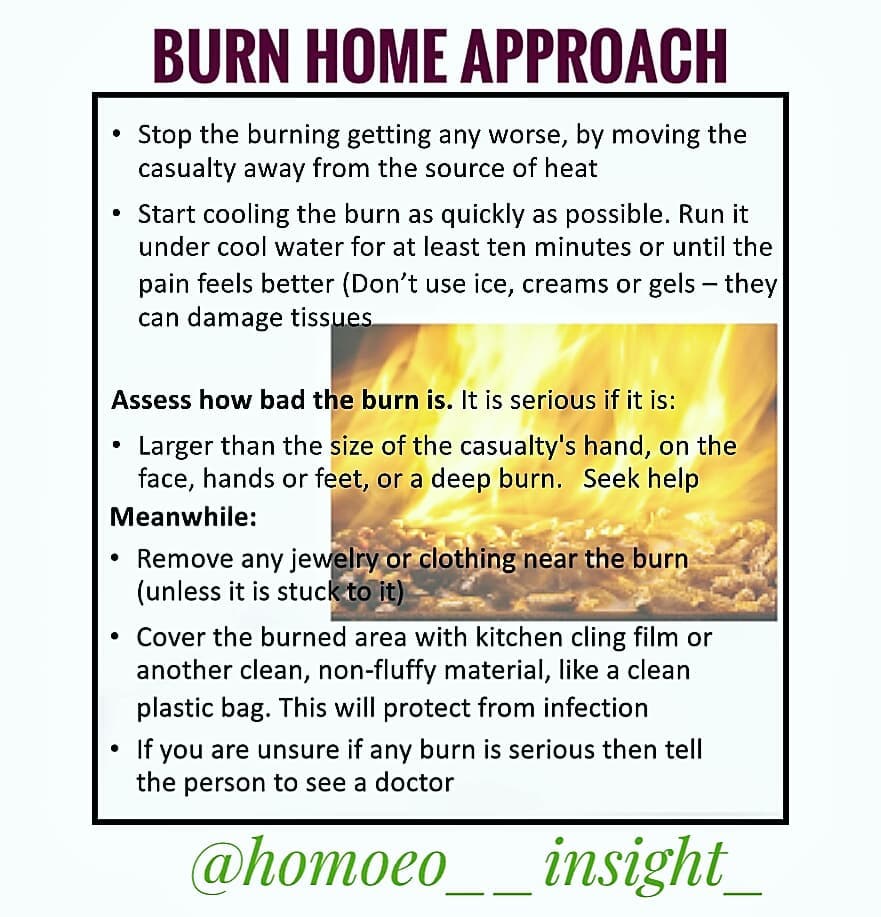 BURN HOME APPROACH
• Stop the burning getting any worse, by moving the
casualty away from the source of heat
• Start cooling the burn as quickly as possible. Run it
under cool water for at least ten minutes or until the
pain feels better (Don’t use ice, creams or gels – they
can damage tissues
Assess how bad the burn is. It is serious if it is:
• Larger than the size of the casualty's hand, on the
face, hands or feet, or a deep burn. Seek help
Meanwhile:
• Remove any jewelry or clothing near the burn
(unless it is stuck to it)
• Cover the burned area with kitchen cling film or
another clean, non-fluffy material, like a clean
plastic bag. This will protect from infection
• If you are unsure if any burn is serious then tell
the person to see a doctor
@homoeo__insight_